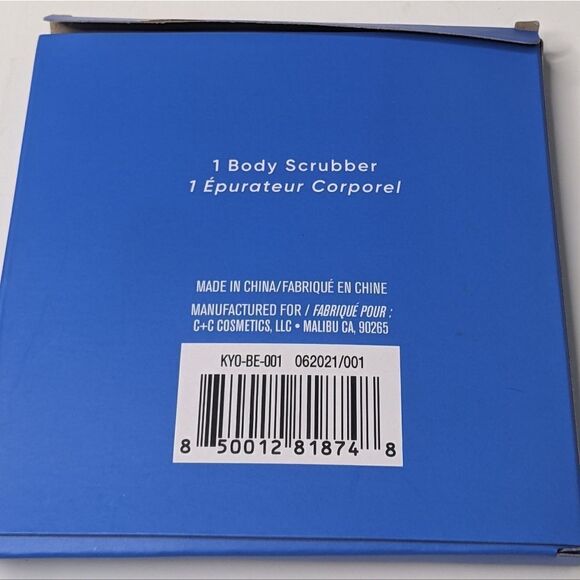 1 Body Scrubber
1 Épurateur Corporel
MADE IN CHINA/FABRIQUÉ EN CHINE
MANUFACTURED FOR / FABRIQUÉ POUR :
C+C COSMETICS, LLC • MALIBU CA, 90265
KYO-BE-001 062021/001
8 50012 81874 8